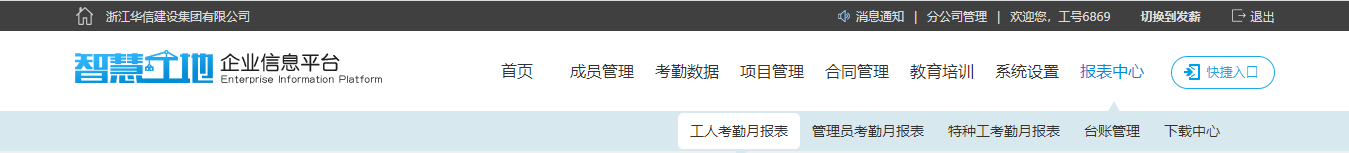 浙江华信建设集团有限公司 消息通知 | 分公司管理 | 欢迎您，工号6869 切换到发薪 退出
智慧工地 企业信息平台
Enterprise Information Platform
首页 成员管理 考勤数据 项目管理 合同管理 教育培训 系统设置 报表中心 快捷入口
工人考勤月报表 管理员考勤月报表 特种工考勤月报表 台账管理 下载中心